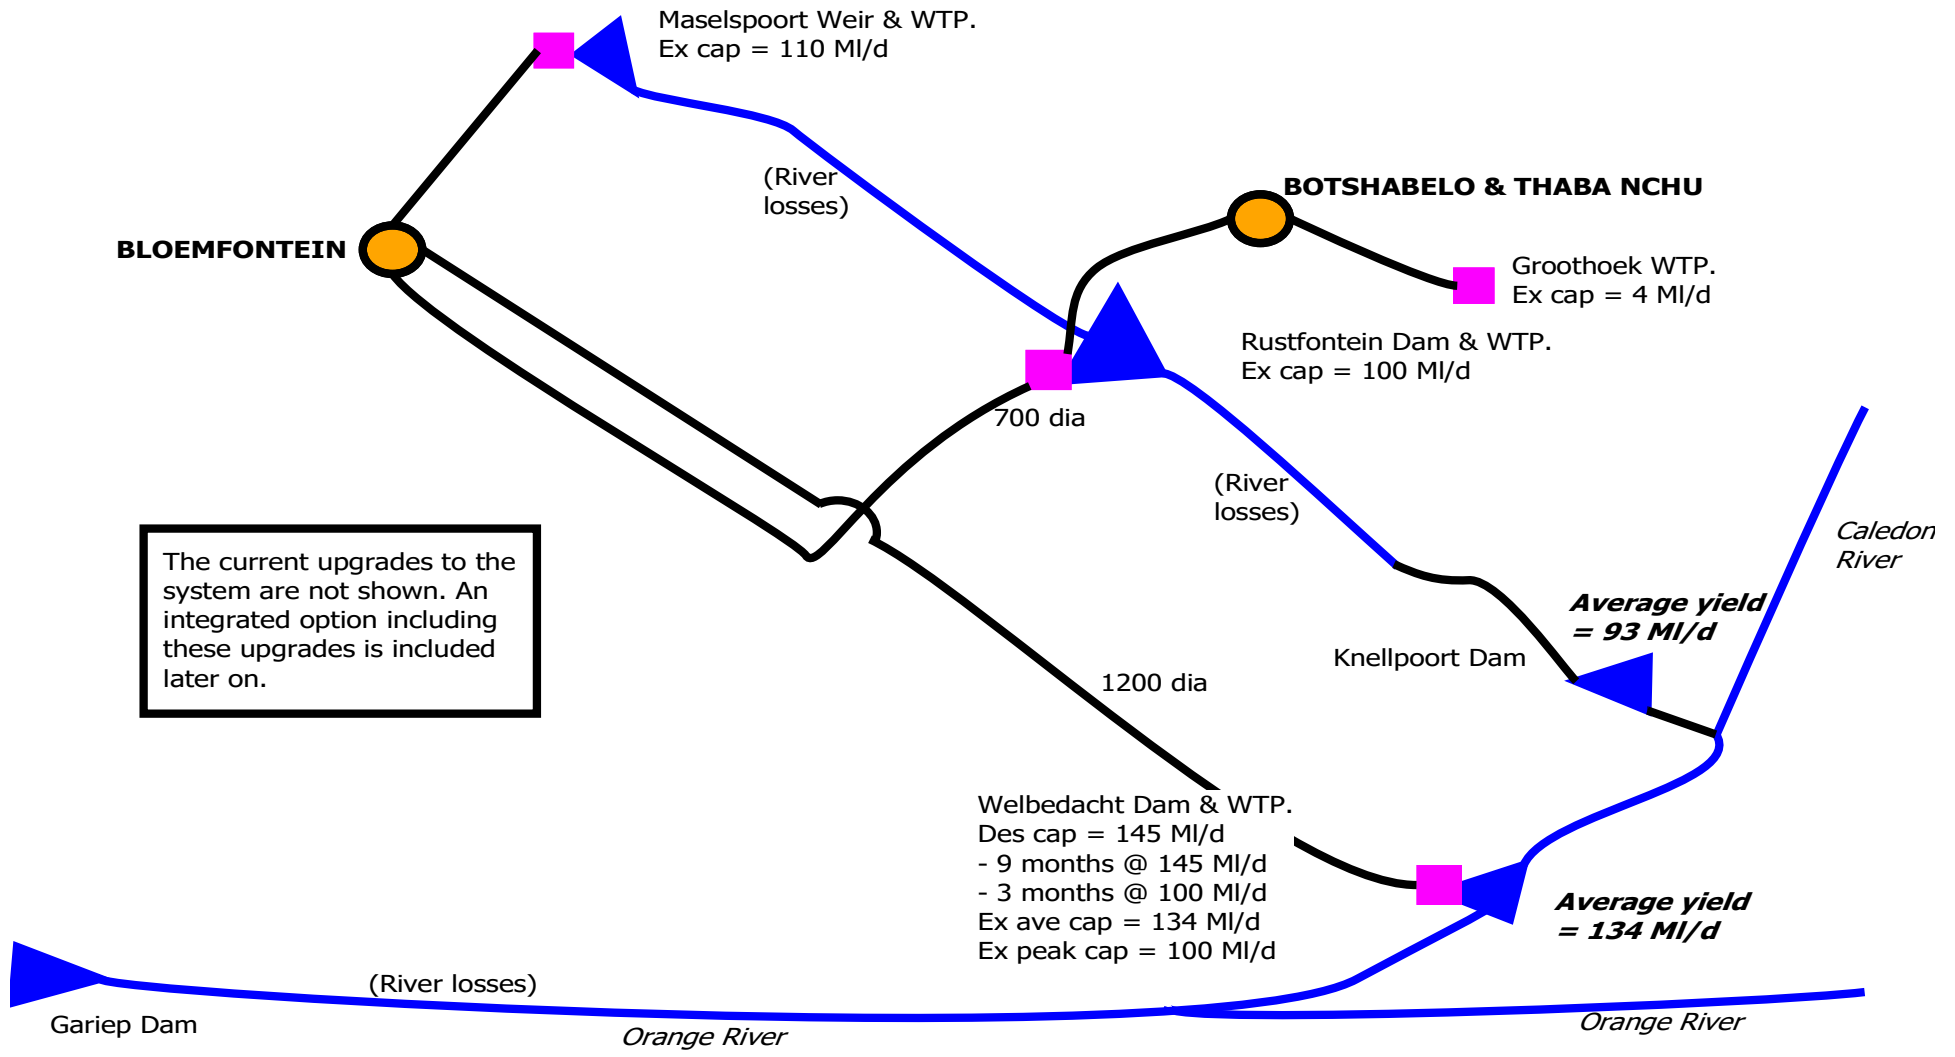 Maselspoort Weir & WTP.
Ex cap = 110 Ml/d
(River
losses)
BOTSHABELO & THABA NCHU
BLOEMFONTEIN
Groothoek WTP.
Ex cap = 4 Ml/d
Rustfontein Dam & WTP.
Ex cap = 100 Ml/d
700 dia
(River
losses)
Caledon
River
The current upgrades to the
system are not shown. An
integrated option including
these upgrades is included
later on.
Average yield
= 93 Ml/d
Knellpoort Dam
1200 dia
Welbedacht Dam & WTP.
Des cap = 145 Ml/d
- 9 months @ 145 Ml/d
- 3 months @ 100 Ml/d
Ex ave cap = 134 Ml/d
Ex peak cap = 100 Ml/d
Average yield
= 134 Ml/d
(River losses)
Gariep Dam
Orange River
Orange River